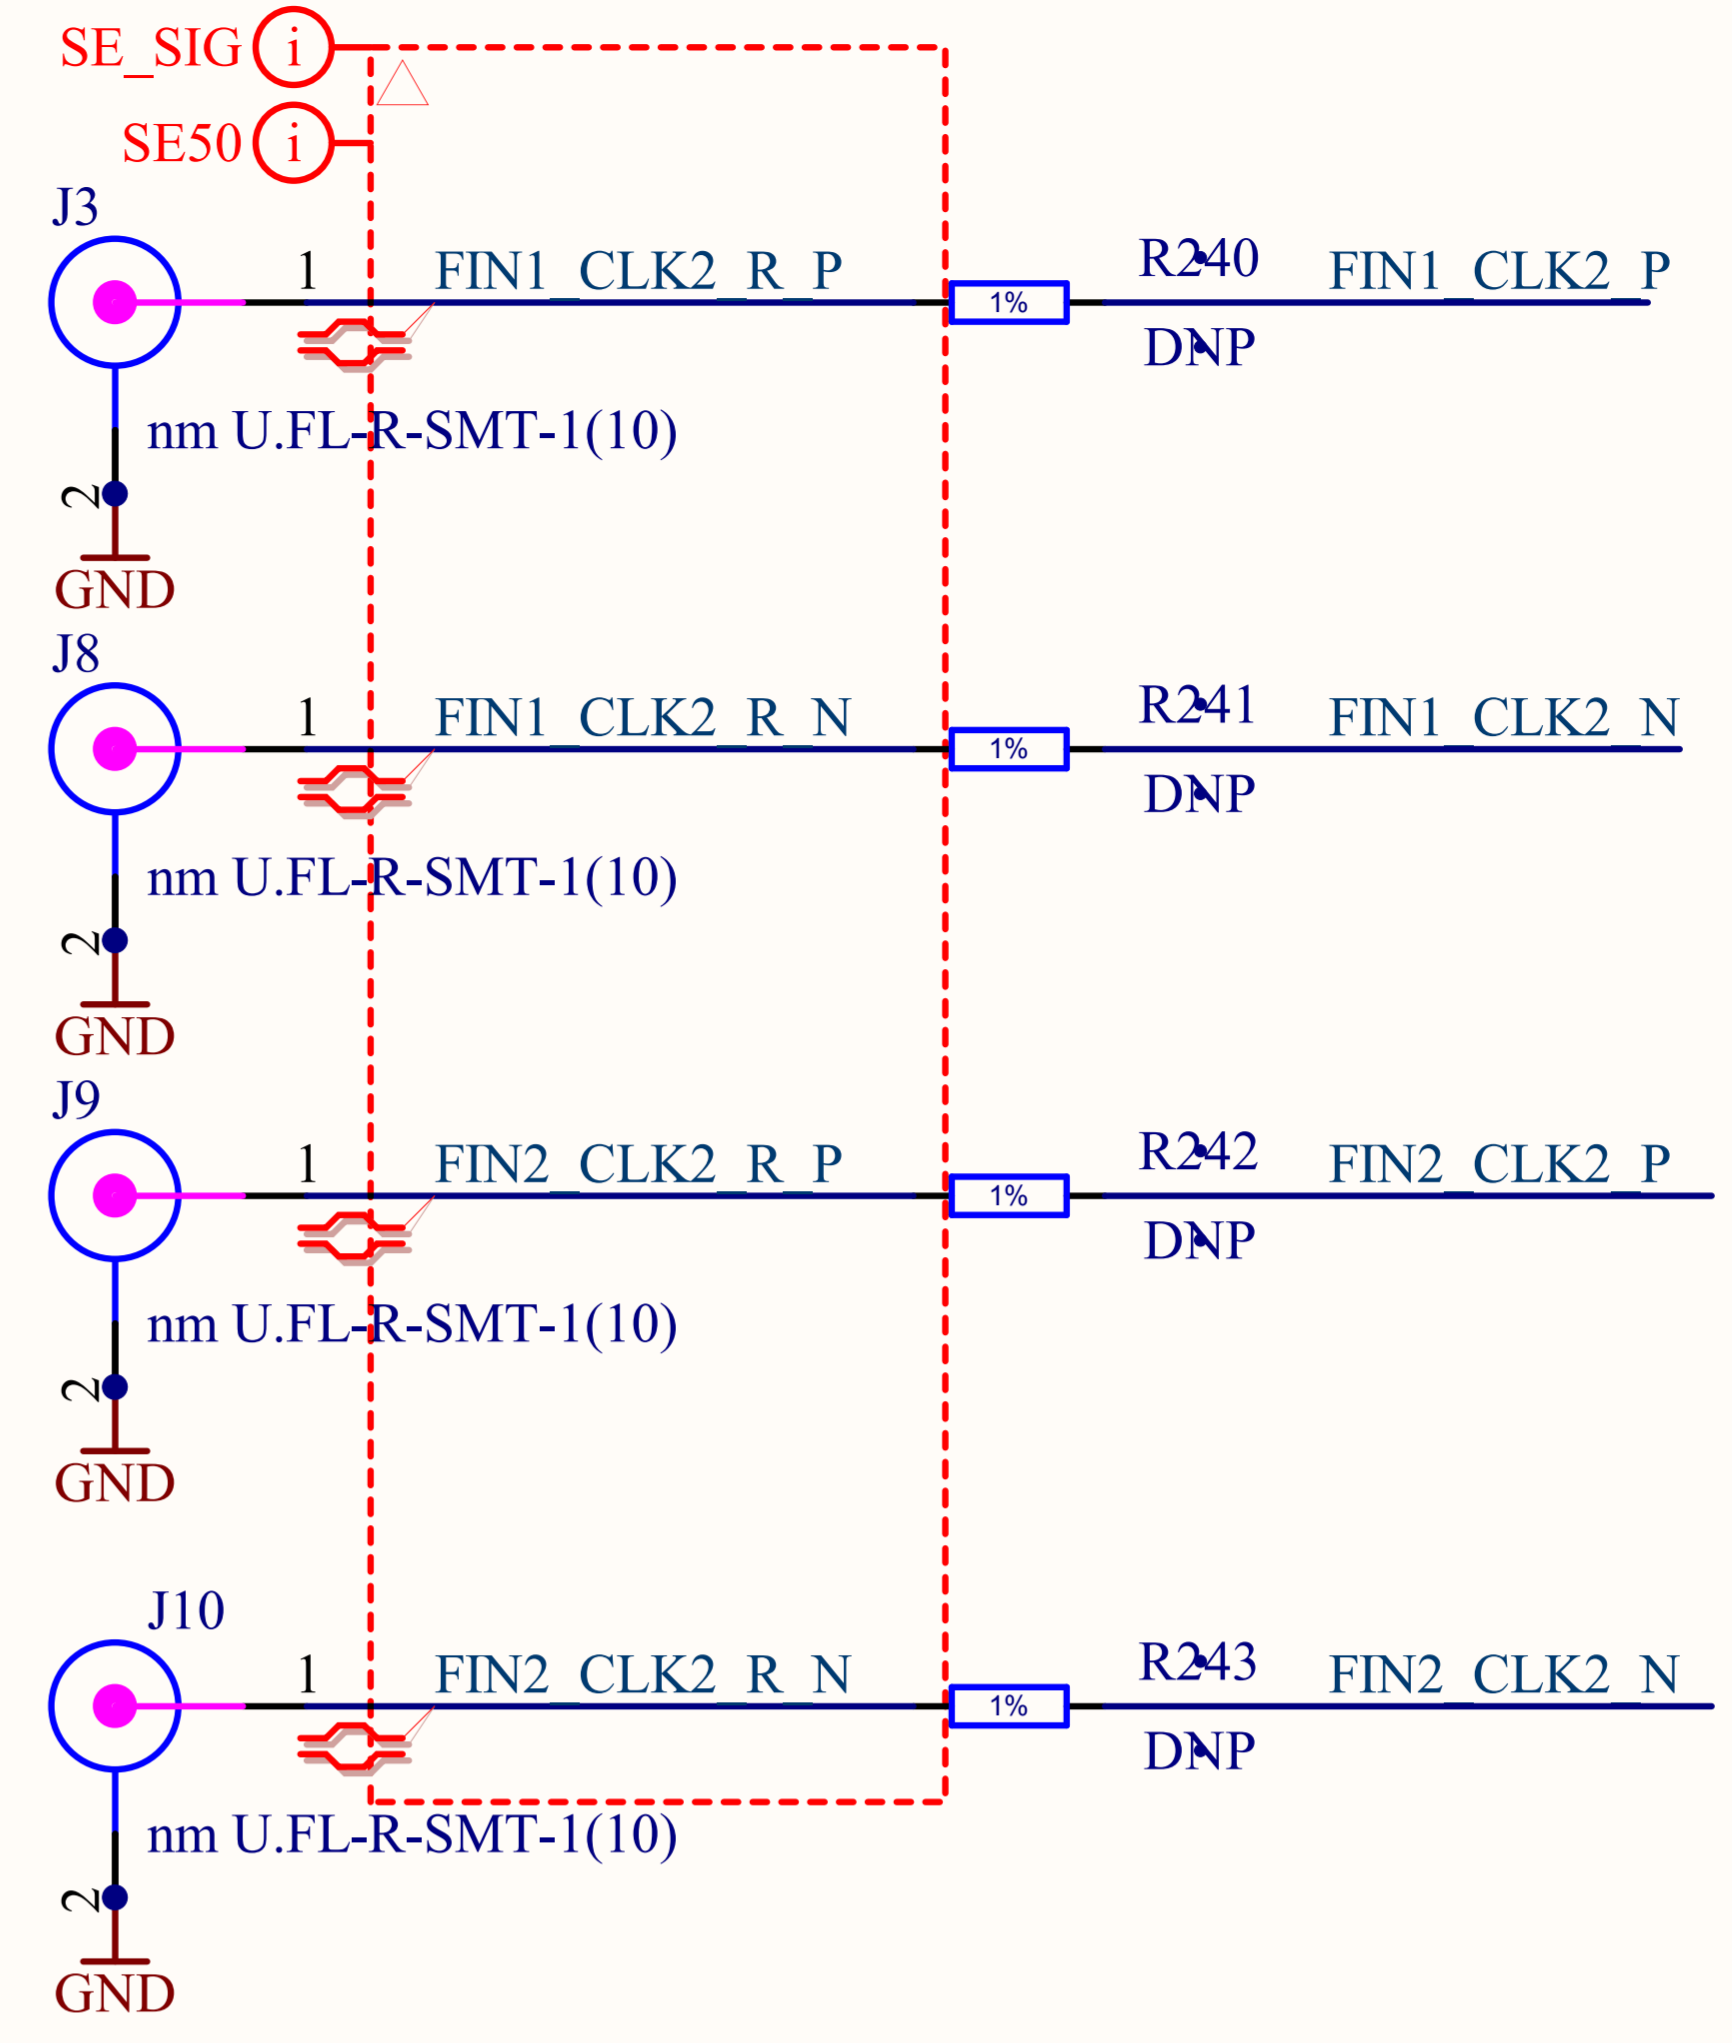 SE_SIG i
SE50 i
J3
1 FIN1_CLK2_R_P 1% R240 FIN1_CLK2_P
DNP
nm U.FL-R-SMT-1(10)
2
GND
J8
1 FIN1_CLK2_R_N 1% R241 FIN1_CLK2_N
DNP
nm U.FL-R-SMT-1(10)
2
GND
J9
1 FIN2_CLK2_R_P 1% R242 FIN2_CLK2_P
DNP
nm U.FL-R-SMT-1(10)
2
GND
J10
1 FIN2_CLK2_R_N 1% R243 FIN2_CLK2_N
DNP
nm U.FL-R-SMT-1(10)
2
GND